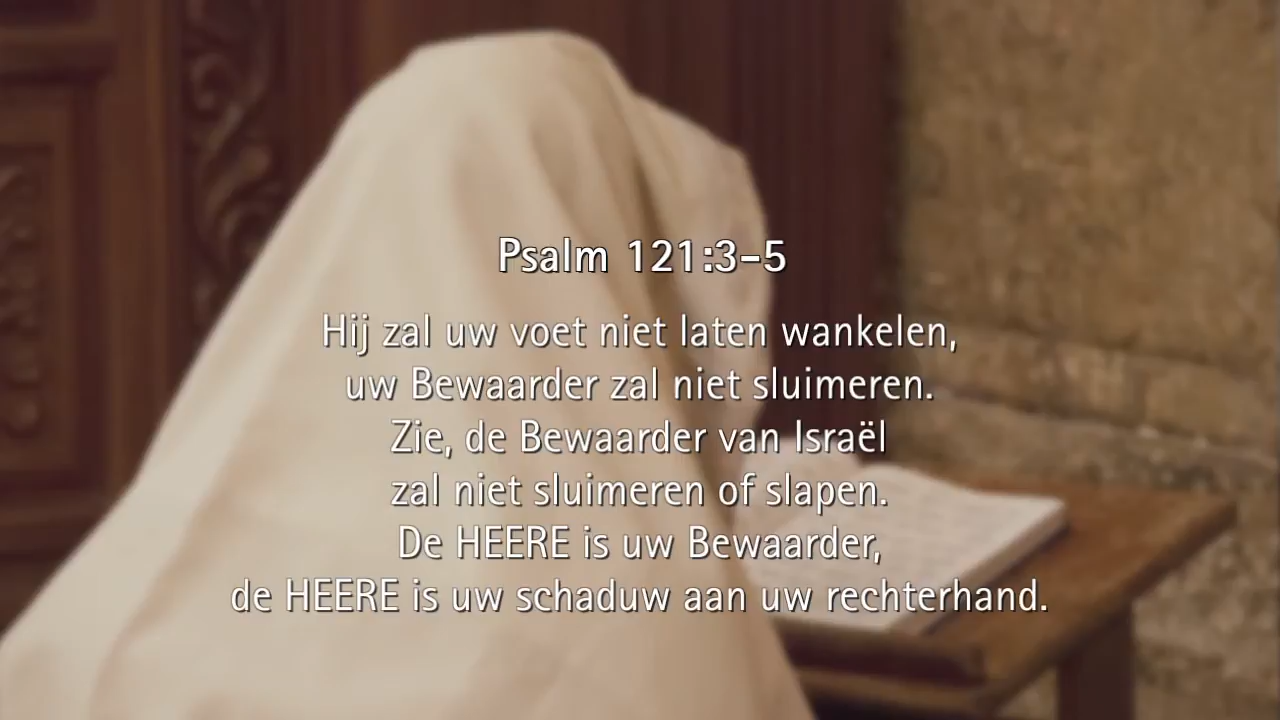 Psalm 121:3–5
Hij zal uw voet niet laten wankelen,
uw Bewaarder zal niet sluimeren.
Zie, de Bewaarder van Israël
zal niet sluimeren of slapen.
De HEERE is uw Bewaarder,
de HEERE is uw schaduw aan uw rechterhand.